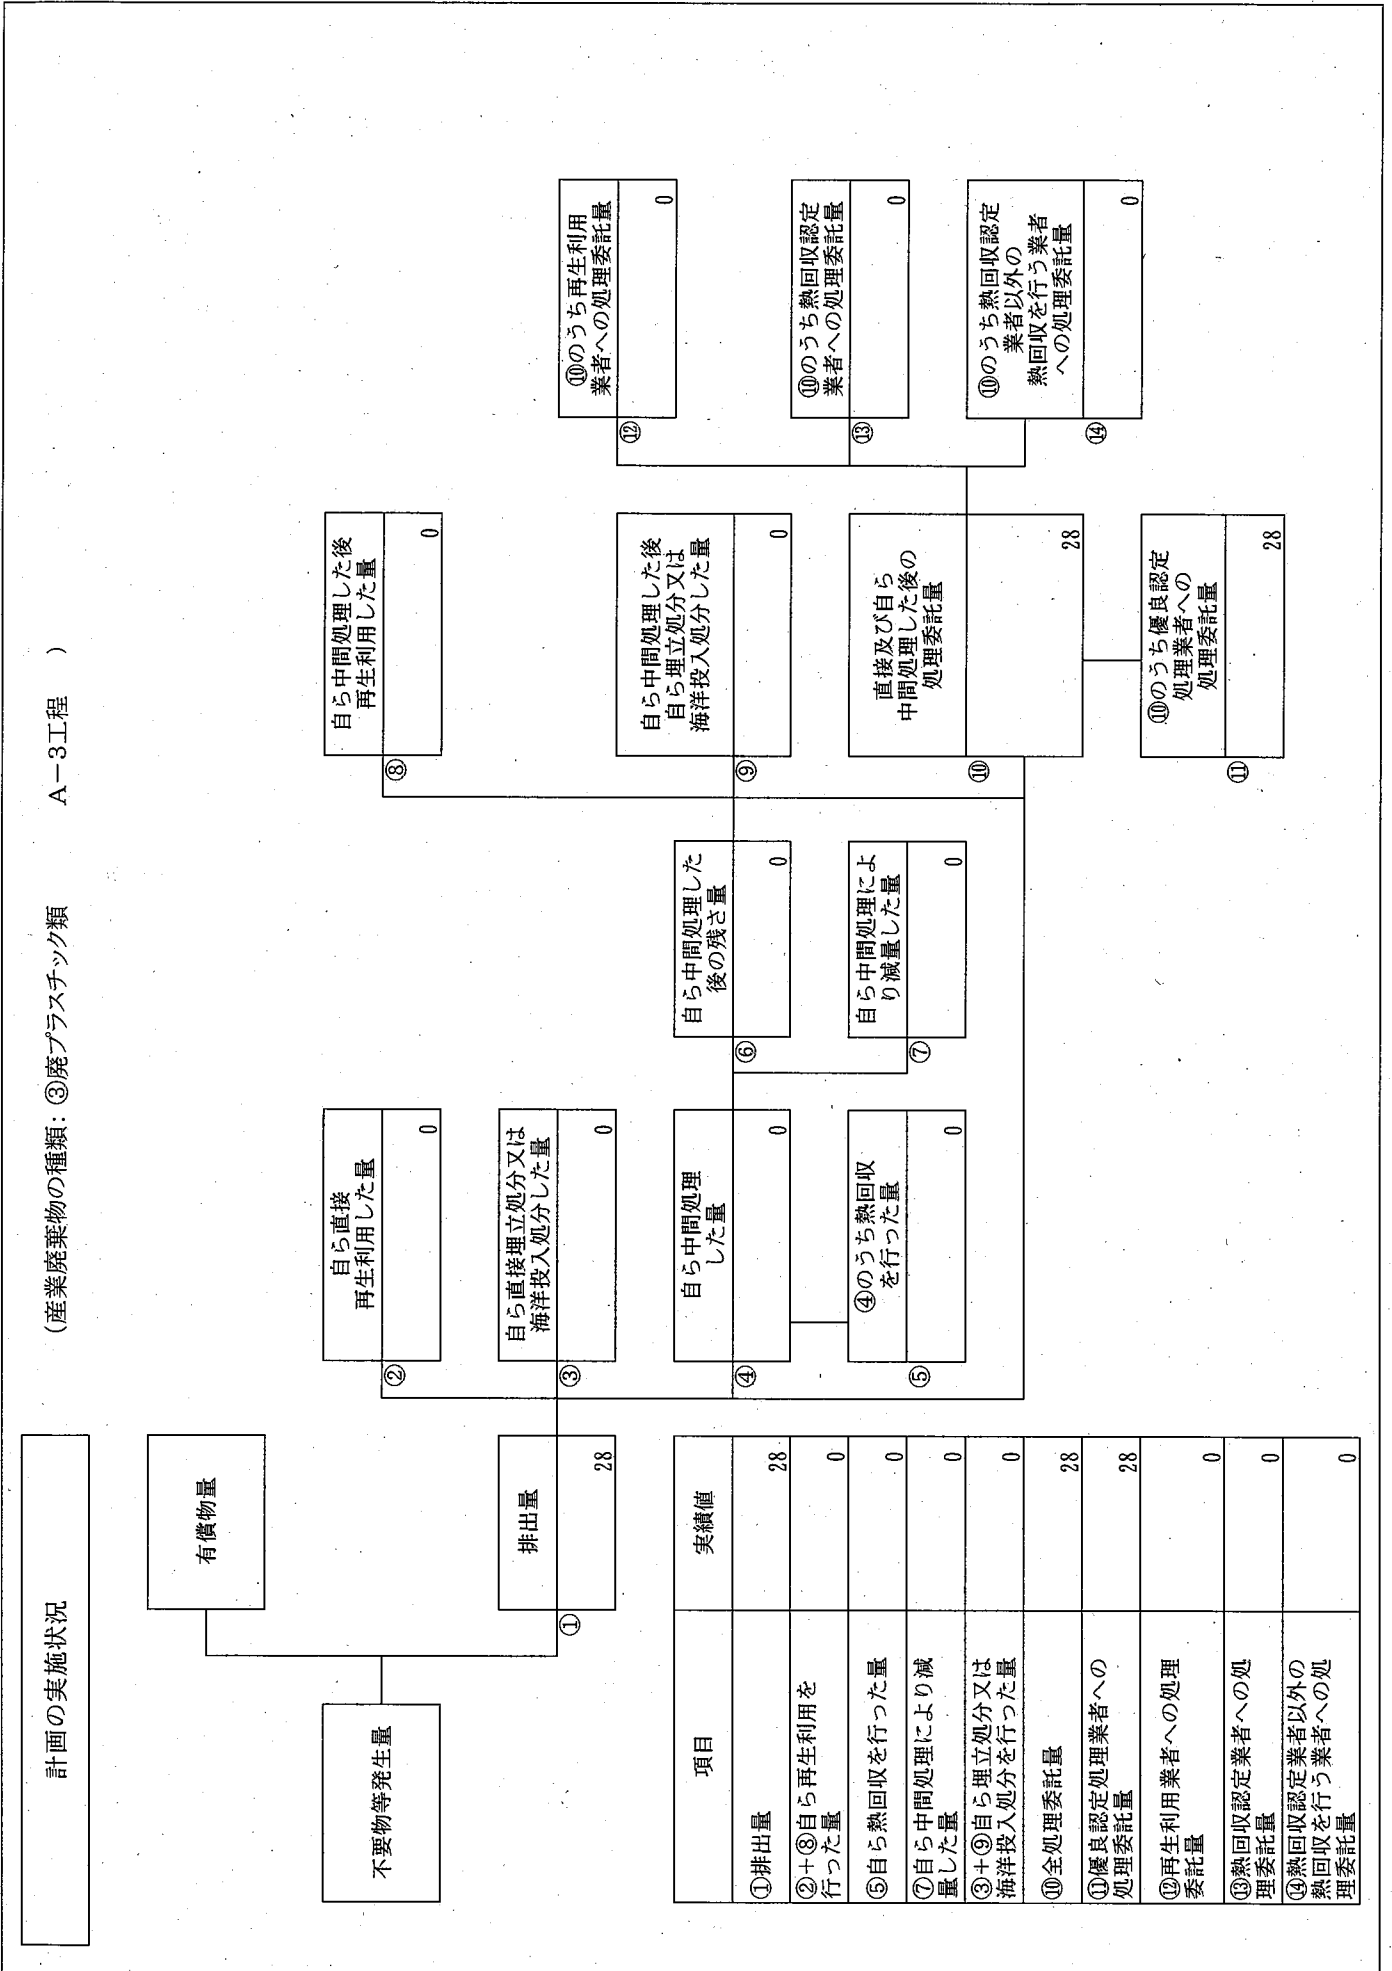 計画の実施状況
(産業廃棄物の種類：③廃プラスチック類　　A－3工程　)
不要物等発生量
有償物量
排出量
①
28
自ら直接
再生利用した量
②
0
自ら直接埋立処分又は
海洋投入処分した量
③
0
自ら中間処理
した量
④
0
④のうち熱回収
を行った量
⑤
0
自ら中間処理した
後の残さ量
⑥
0
自ら中間処理によ
り減量した量
⑦
0
自ら中間処理した後
再生利用した量
⑧
0
自ら中間処理した後
自ら埋立処分又は
海洋投入処分した量
⑨
0
直接及び自ら
中間処理した後の
処理委託量
⑩
28
⑩のうち優良認定
処理業者への
処理委託量
⑪
28
⑩のうち再生利用
業者への処理委託量
⑫
0
⑩のうち熱回収認定
業者への処理委託量
⑬
0
⑩のうち熱回収認定
業者以外の
熱回収を行う業者
への処理委託量
⑭
0
項目　実績値
①排出量　28
②＋⑧自ら再生利用を
行った量　0
⑤自ら熱回収を行った量　0
⑦自ら中間処理により減
量した量　0
③＋⑨自ら埋立処分又は
海洋投入処分を行った量　0
⑩全処理委託量　28
⑪優良認定処理業者への
処理委託量　28
⑫再生利用業者への処理
委託量　0
⑬熱回収認定業者への処
理委託量　0
⑭熱回収認定業者以外の
熱回収を行う業者への処
理委託量　0